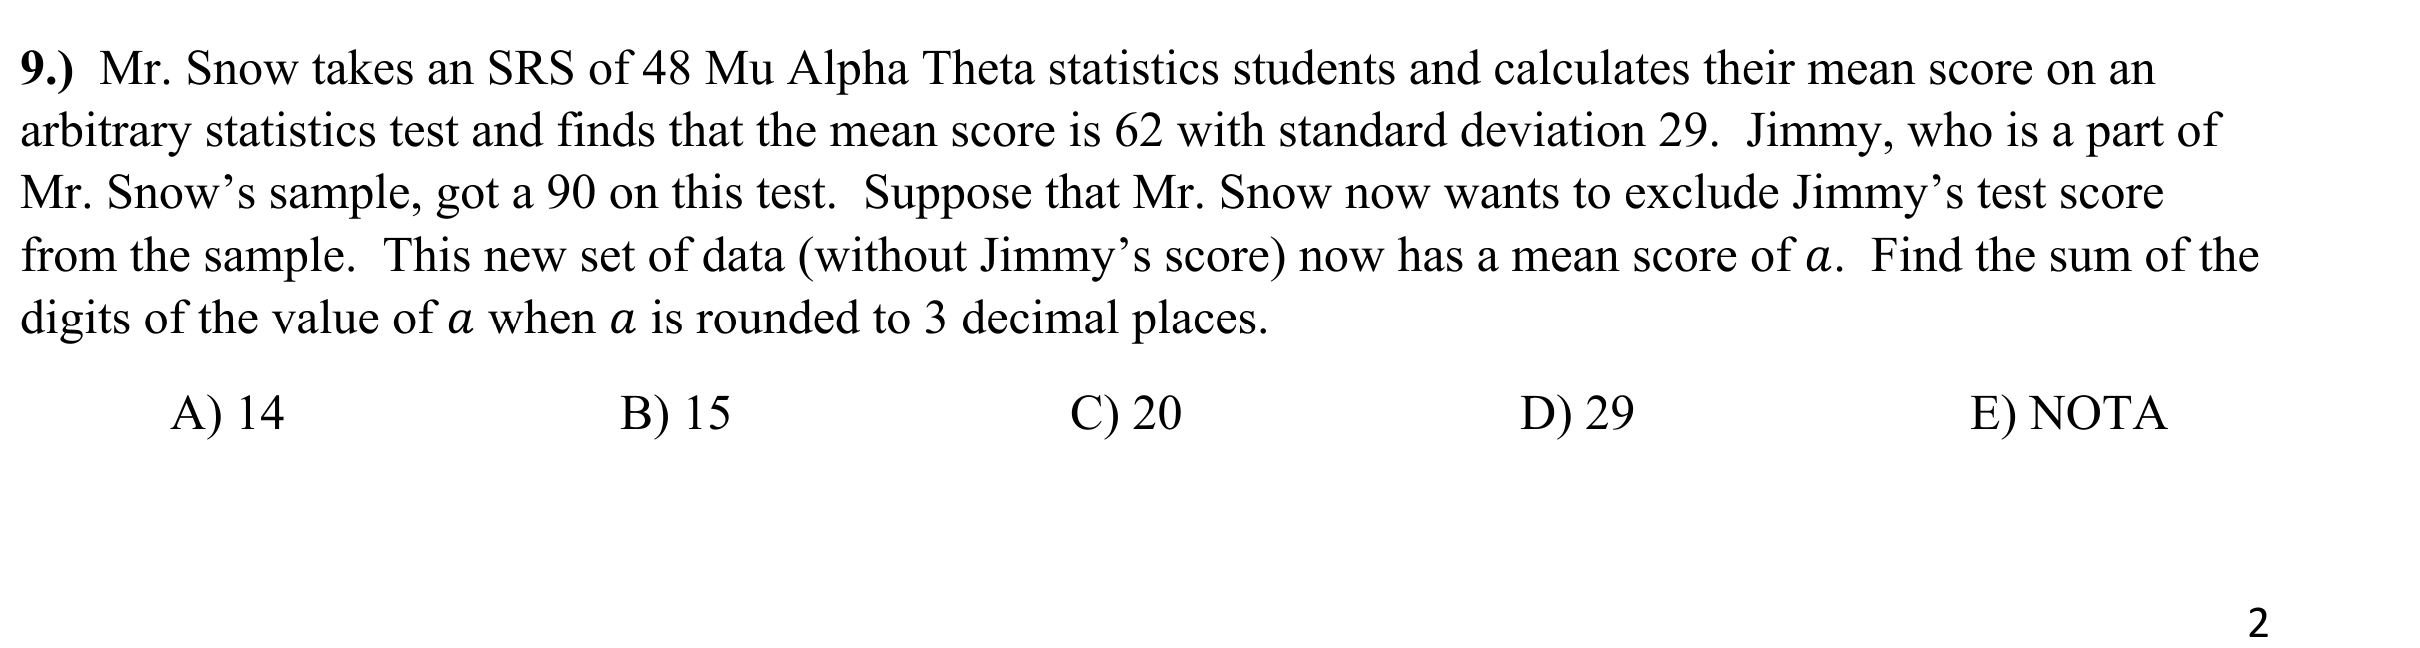 9.)  Mr. Snow takes an SRS of 48 Mu Alpha Theta statistics students and calculates their mean score on an
arbitrary statistics test and finds that the mean score is 62 with standard deviation 29.  Jimmy, who is a part of
Mr. Snow’s sample, got a 90 on this test.  Suppose that Mr. Snow now wants to exclude Jimmy’s test score
from the sample.  This new set of data (without Jimmy’s score) now has a mean score of a.  Find the sum of the
digits of the value of a when a is rounded to 3 decimal places.
A) 14 B) 15 C) 20 D) 29 E) NOTA
2